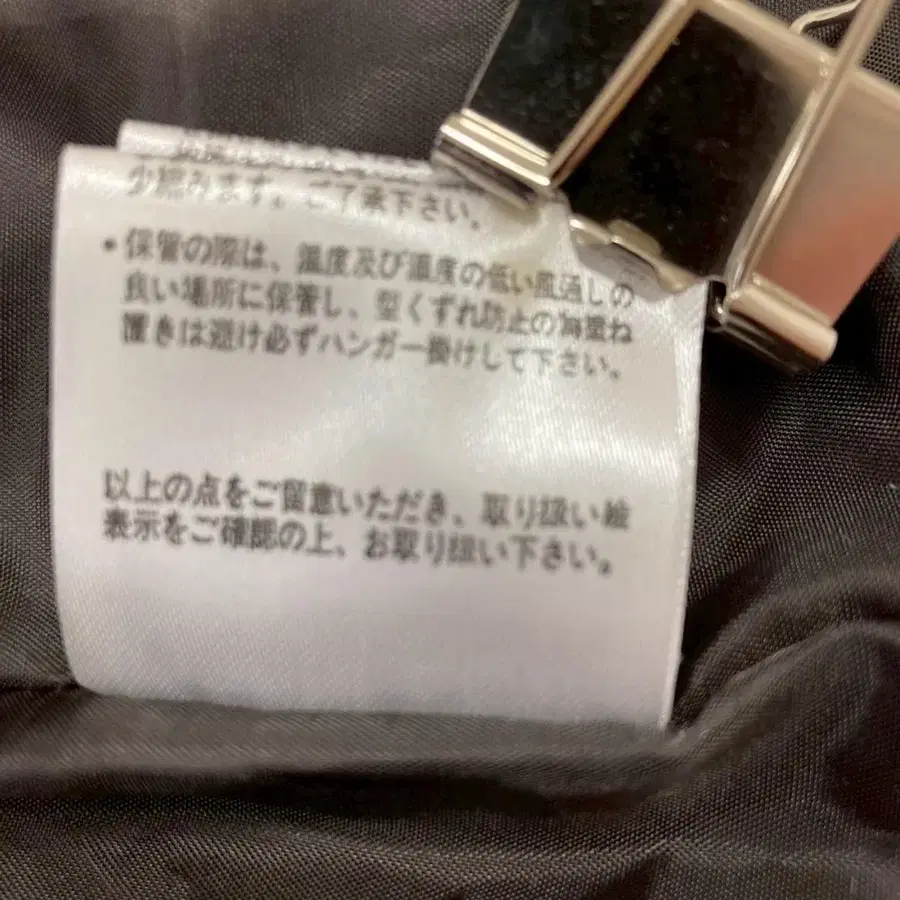 少縮みます。ご了承下さい。
•保管の際は、温度及び湿度の低い風通しの
良い場所に保管し、型くずれ防止の為重ね
置きは避け必ずハンガー掛けして下さい。
以上の点をご留意いただき、取り扱い絵
表示をご確認の上、お取り扱い下さい。